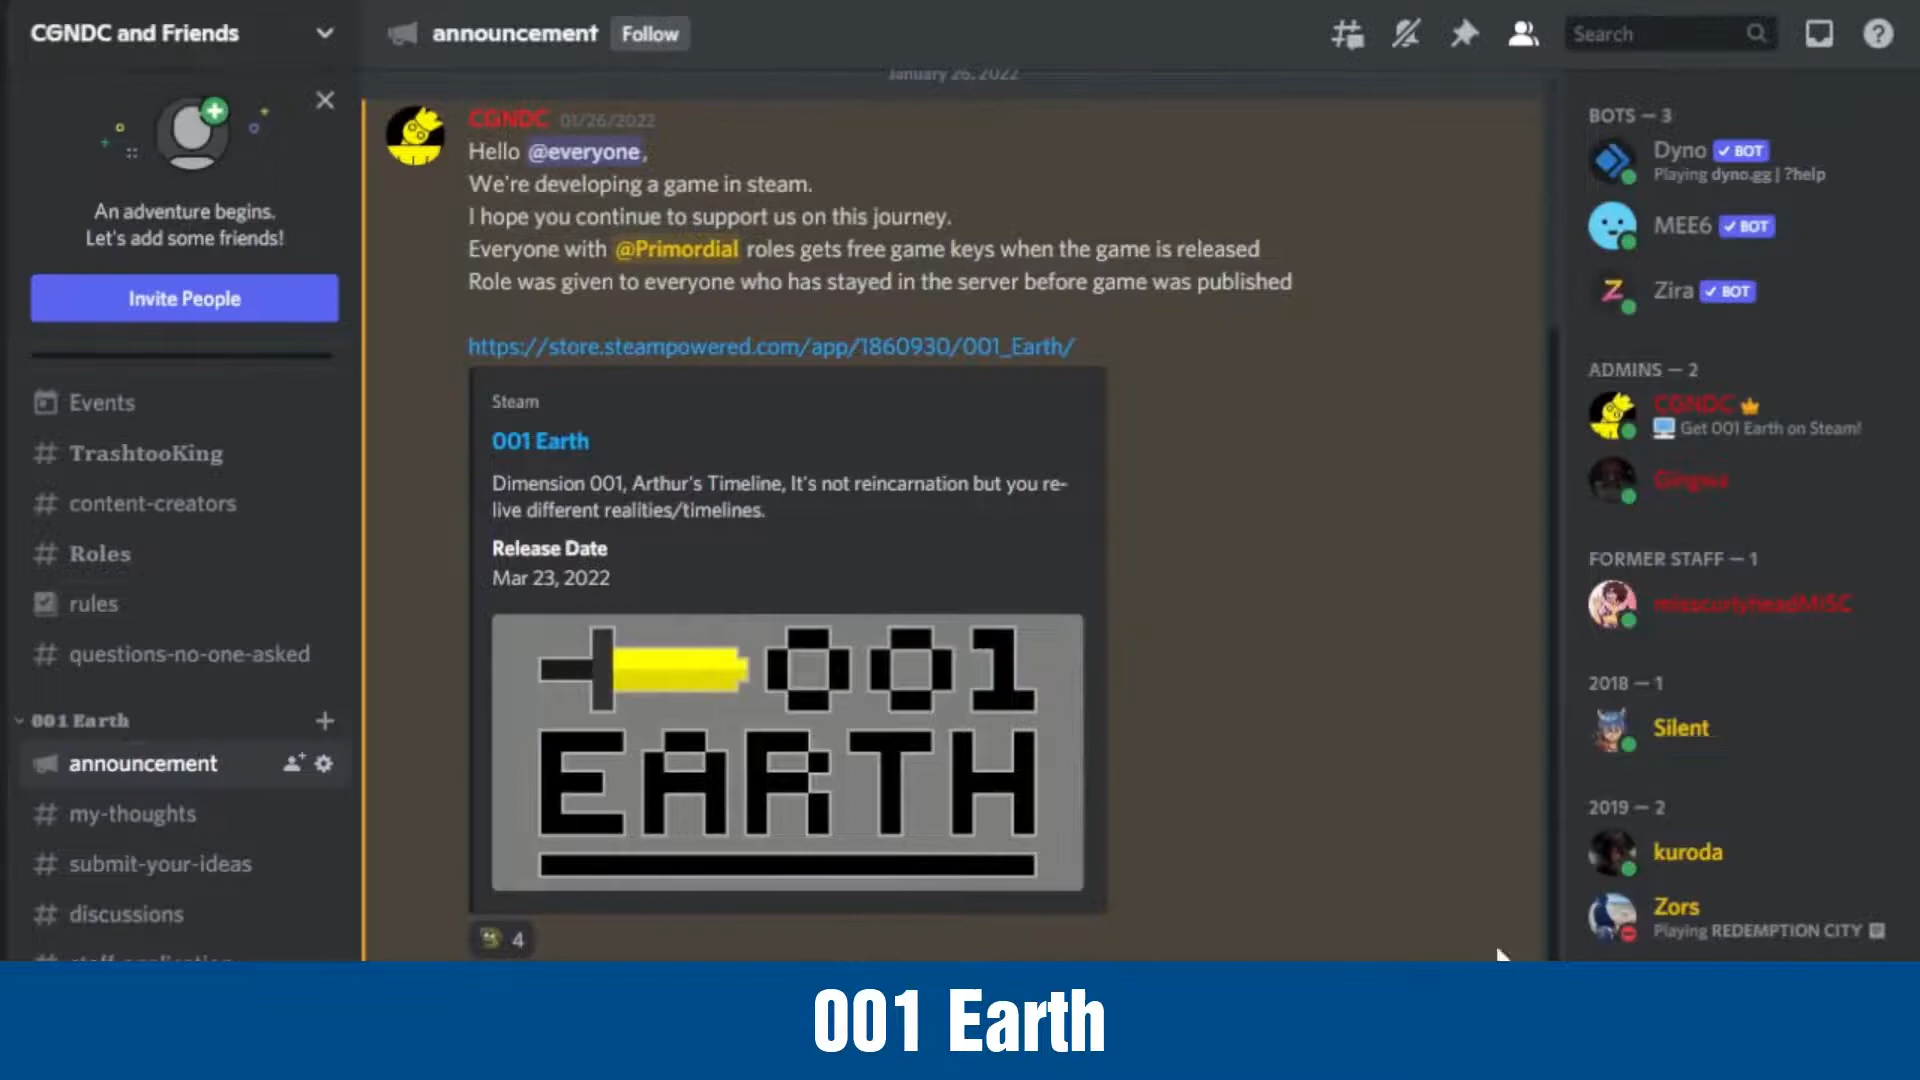 CGNDC and Friends
announcement
Follow
Search
January 26, 2022
An adventure begins.
Let's add some friends!
Invite People
Events
TrashtooKing
content-creators
Roles
rules
questions-no-one-asked
001 Earth
announcement
my-thoughts
submit-your-ideas
discussions
staff-application
CGNDC 01/26/2022
Hello @everyone,
We're developing a game in steam.
I hope you continue to support us on this journey.
Everyone with @Primordial roles gets free game keys when the game is released
Role was given to everyone who has stayed in the server before game was published
https://store.steampowered.com/app/1860930/001_Earth/
Steam
001 Earth
Dimension 001, Arthur's Timeline, It's not reincarnation but you re-
live different realities/timelines.
Release Date
Mar 23, 2022
001
EARTH
4
BOTS — 3
Dyno ✓ BOT
Playing dyno.gg | ?help
MEE6 ✓ BOT
Z
Zira ✓ BOT
ADMINS — 2
CGNDC
Get 001 Earth on Steam!
FORMER STAFF — 1
misscurlyheadMISC
2018 — 1
Silent
2019 — 2
kuroda
Zors
Playing REDEMPTION CITY
001 Earth